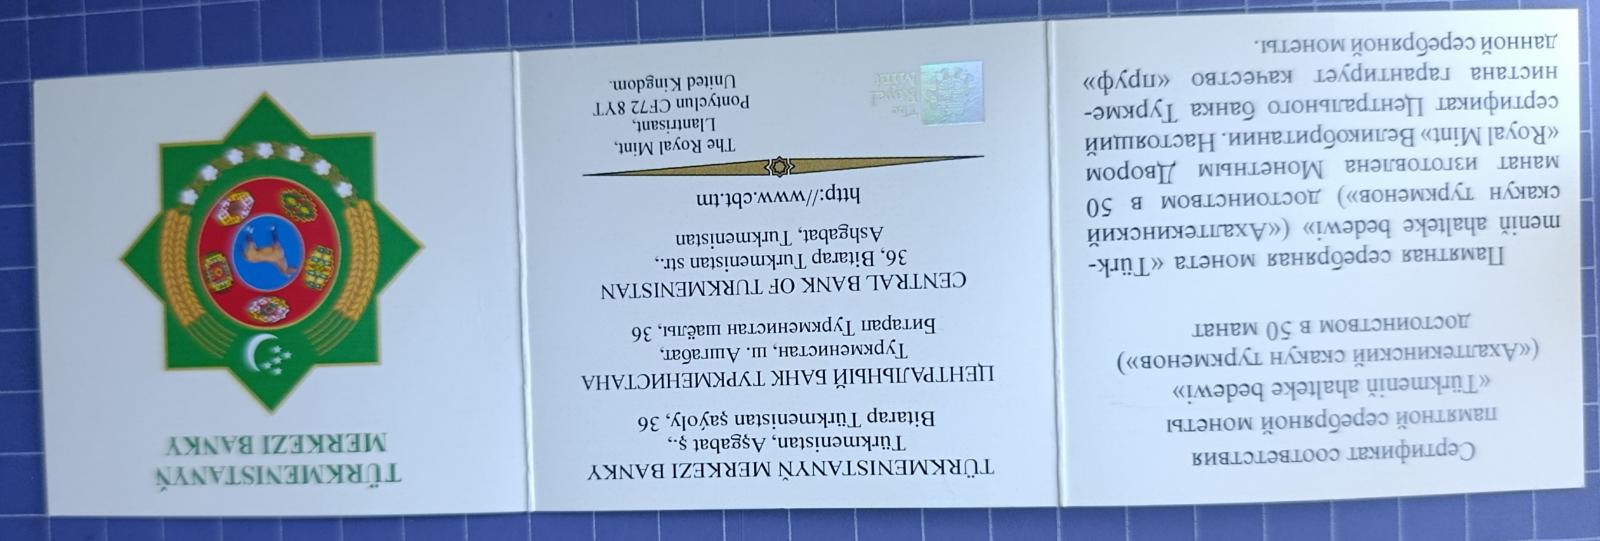 Сертификат соответствия
памятной серебряной монеты
«Türkmeniň ahalteke bedewi»
(«Ахалтекинский скакун туркменов»)
достоинством в 50 манат
Памятная серебряная монета «Türk-
meniň ahalteke bedewi» («Ахалтекинский
скакун туркменов») достоинством в 50
манат изготовлена Монетным Двором
«Royal Mint» Великобритании. Настоящий
сертификат Центрального банка Туркме-
нистана гарантирует качество «пруф»
данной серебряной монеты.
TÜRKMENISTANYŇ MERKEZI BANKY
Türkmenistan, Aşgabat ş.,
Bitarap Türkmenistan şaýoly, 36
ЦЕНТРАЛЬНЫЙ БАНК ТУРКМЕНИСТАНА
Туркменистан, ш. Ашгабат,
Битарап Туркменистан шаёлы, 36
CENTRAL BANK OF TURKMENISTAN
36, Bitarap Turkmenistan str.,
Ashgabat, Turkmenistan
http://www.cbt.tm
The Royal Mint,
Llantrisant,
Pontyclun CF72 8YT
United Kingdom.
The
Royal
Mint
TÜRKMENISTANYŇ
MERKEZI BANKY